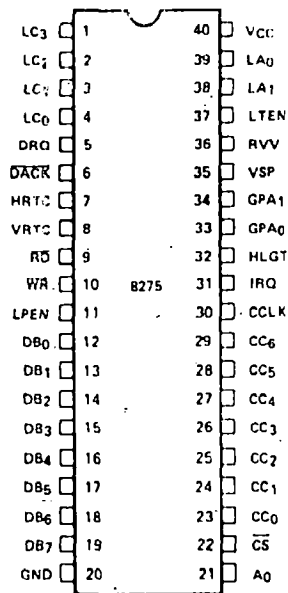 LC3 1 40 VCC
LC2 2 39 LA0
LC1 3 38 LA1
LC0 4 37 LTEN
DRQ 5 36 RVV
DACK 6 35 VSP
HRTC 7 34 GPA1
VRTC 8 33 GPA0
RD 9 32 HLGT
WR 10 8275 31 IRQ
LPEN 11 30 CCLK
DB0 12 29 CC6
DB1 13 28 CC5
DB2 14 27 CC4
DB3 15 26 CC3
DB4 16 25 CC2
DB5 17 24 CC1
DB6 18 23 CC0
DB7 19 22 CS
GND 20 21 A0